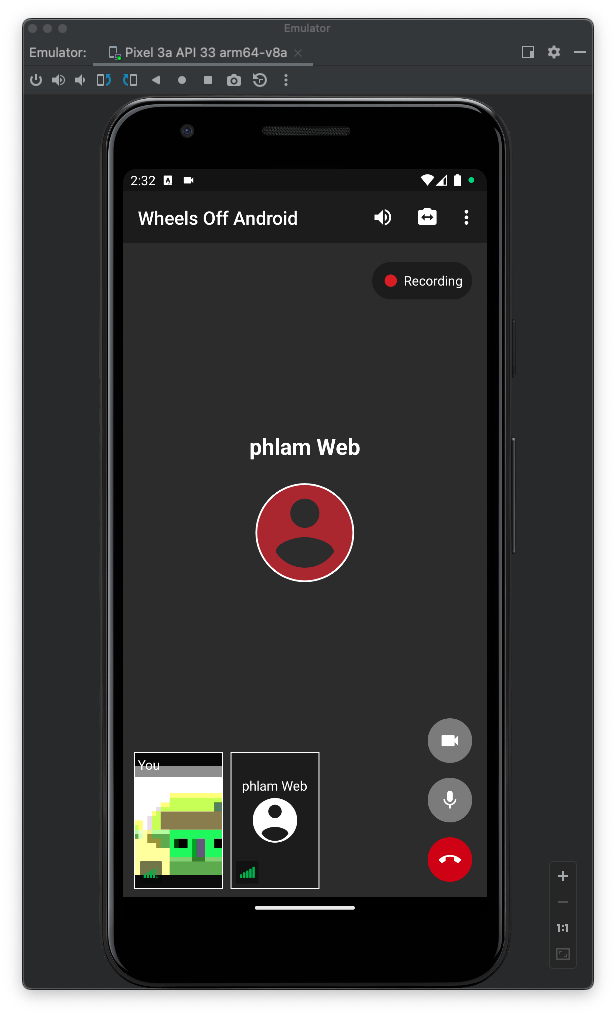 Emulator
Emulator: Pixel 3a API 33 arm64-v8a
2:32
Wheels Off Android
Recording
phlam Web
You
phlam Web
1:1